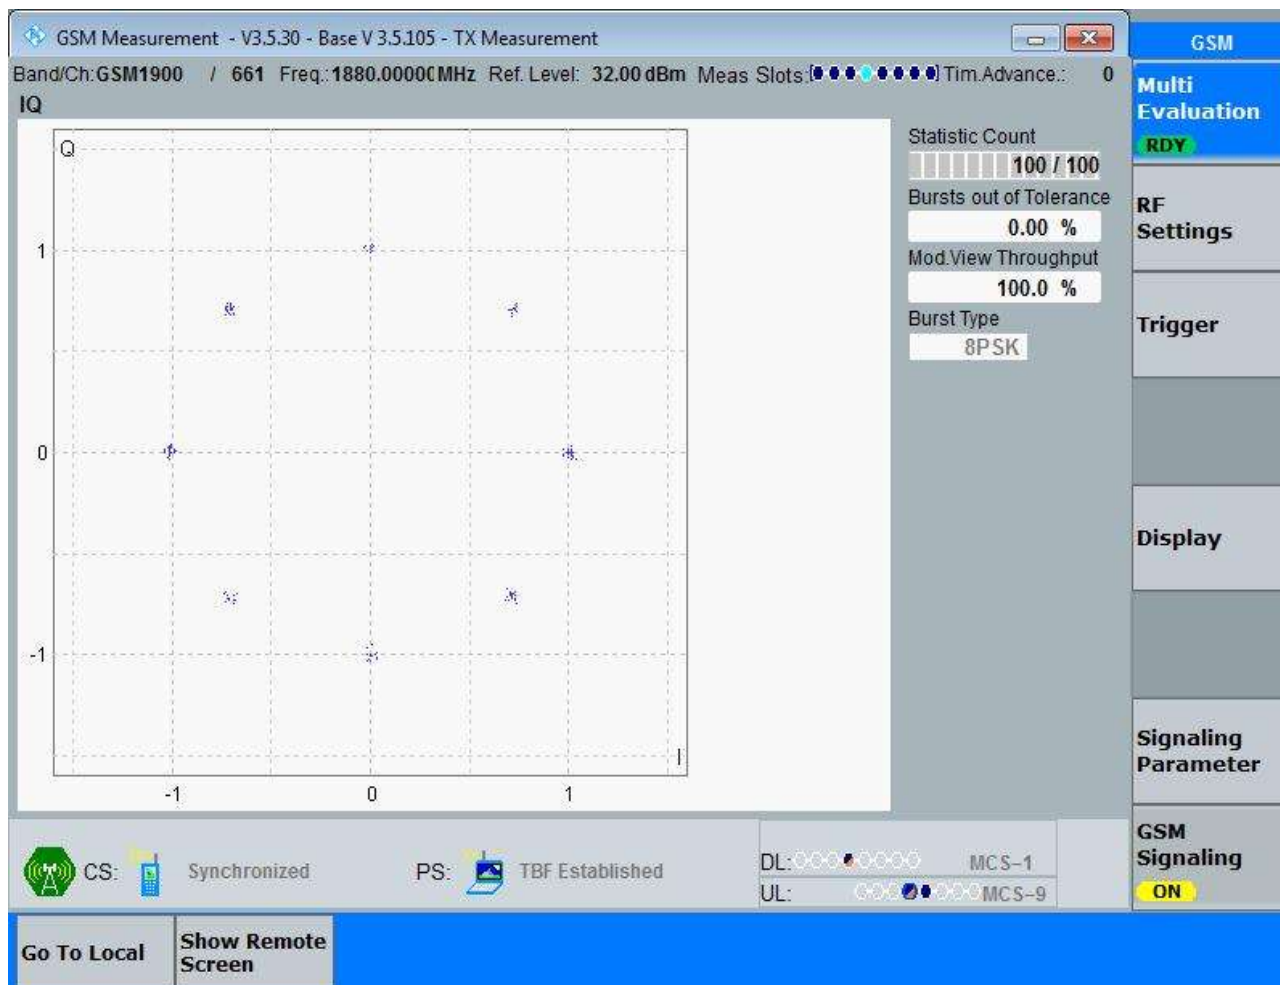 GSM Measurement - V3.5.30 - Base V 3.5.105 - TX Measurement
Band/Ch:GSM1900 / 661 Freq.:1880.00000MHz Ref. Level: 32.00 dBm Meas Slots: Tim.Advance.: 0
IQ
Q
1
0
-1
I
-1 0 1
Statistic Count
100 / 100
Bursts out of Tolerance
0.00 %
Mod.View Throughput
100.0 %
Burst Type
8PSK
GSM
Multi
Evaluation
RDY
RF
Settings
Trigger
Display
Signaling
Parameter
GSM
Signaling
ON
CS: Synchronized PS: TBF Established
DL: MCS-1
UL: MCS-9
Go To Local
Show Remote
Screen